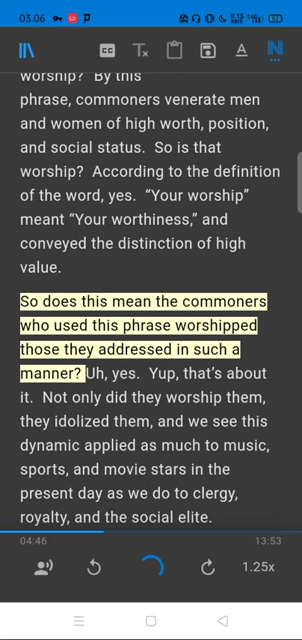 03.06
0.15
KB/S
62
CC
worship?  By this
phrase, commoners venerate men
and women of high worth, position,
and social status.  So is that
worship?  According to the definition
of the word, yes.  “Your worship”
meant “Your worthiness,” and
conveyed the distinction of high
value.
So does this mean the commoners
who used this phrase worshipped
those they addressed in such a
manner? Uh, yes.  Yup, that’s about
it.  Not only did they worship them,
they idolized them, and we see this
dynamic applied as much to music,
sports, and movie stars in the
present day as we do to clergy,
royalty, and the social elite.
04:46
13:53
1.25x